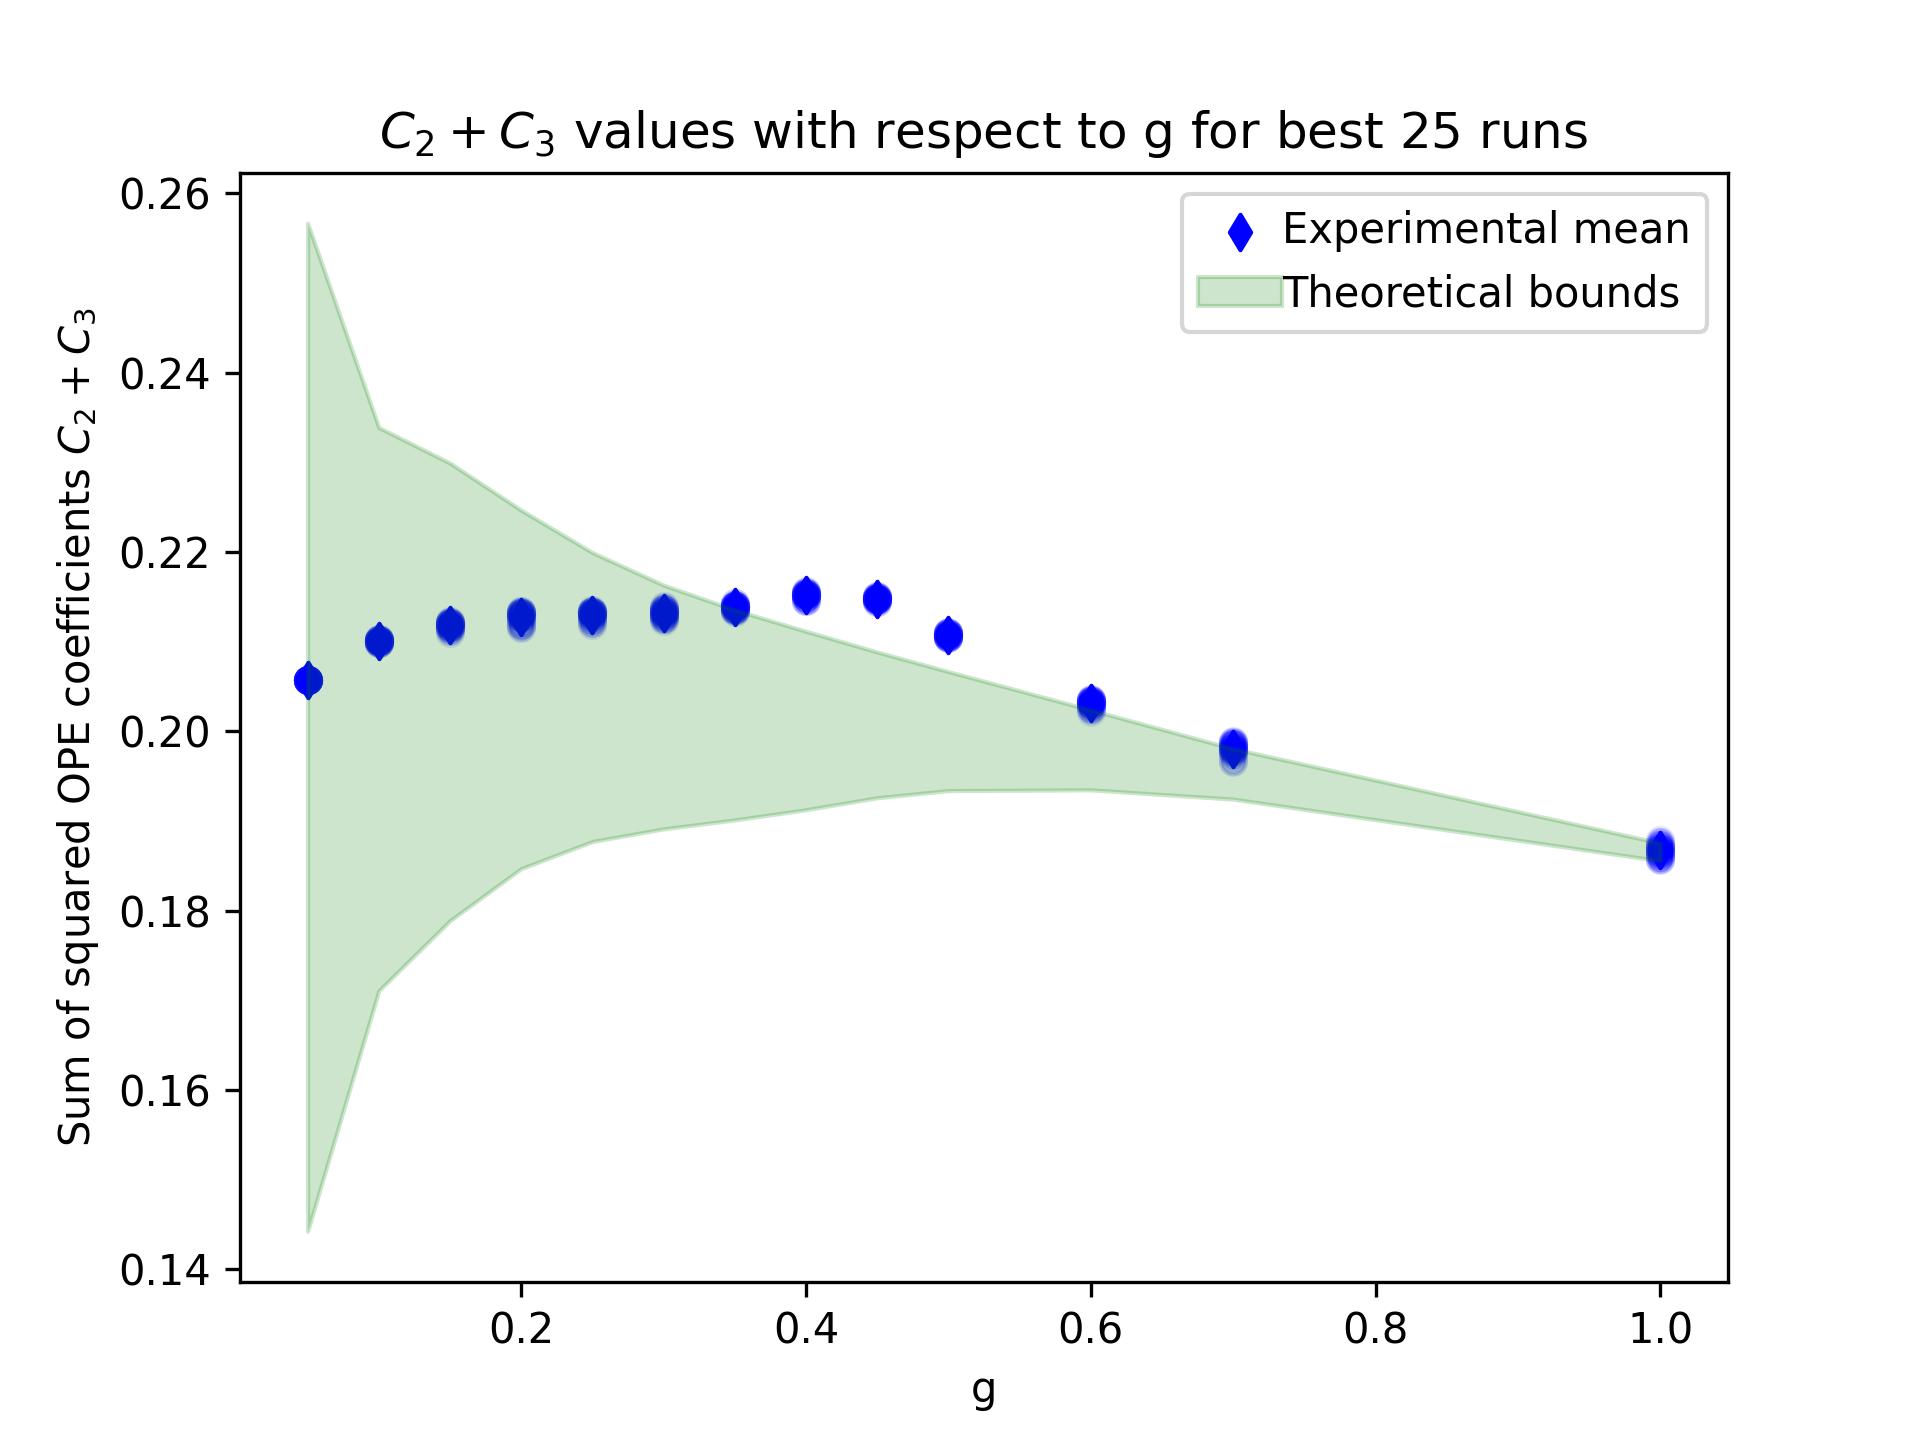 C₂ + C₃ values with respect to g for best 25 runs
Experimental mean
Theoretical bounds
Sum of squared OPE coefficients C₂ + C₃
0.26
0.24
0.22
0.20
0.18
0.16
0.14
0.2 0.4 0.6 0.8 1.0
g